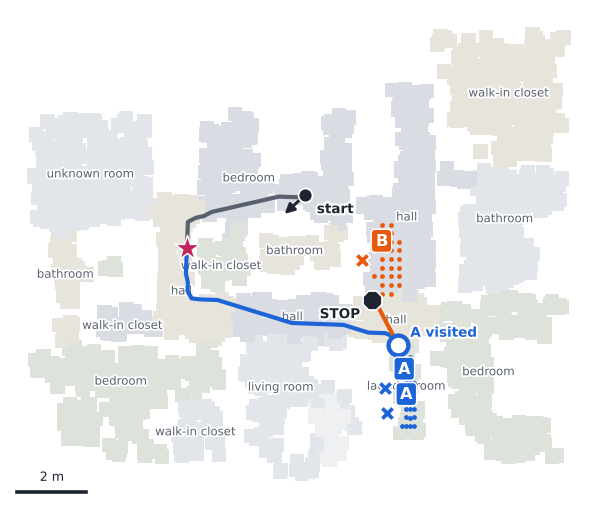 walk-in closet
unknown room
bedroom
start
hall
bathroom
B
bathroom
walk-in closet
bathroom
hall
STOP
walk-in closet
hall
hall
A visited
A
bedroom
living room
A
bedroom
walk-in closet
2 m